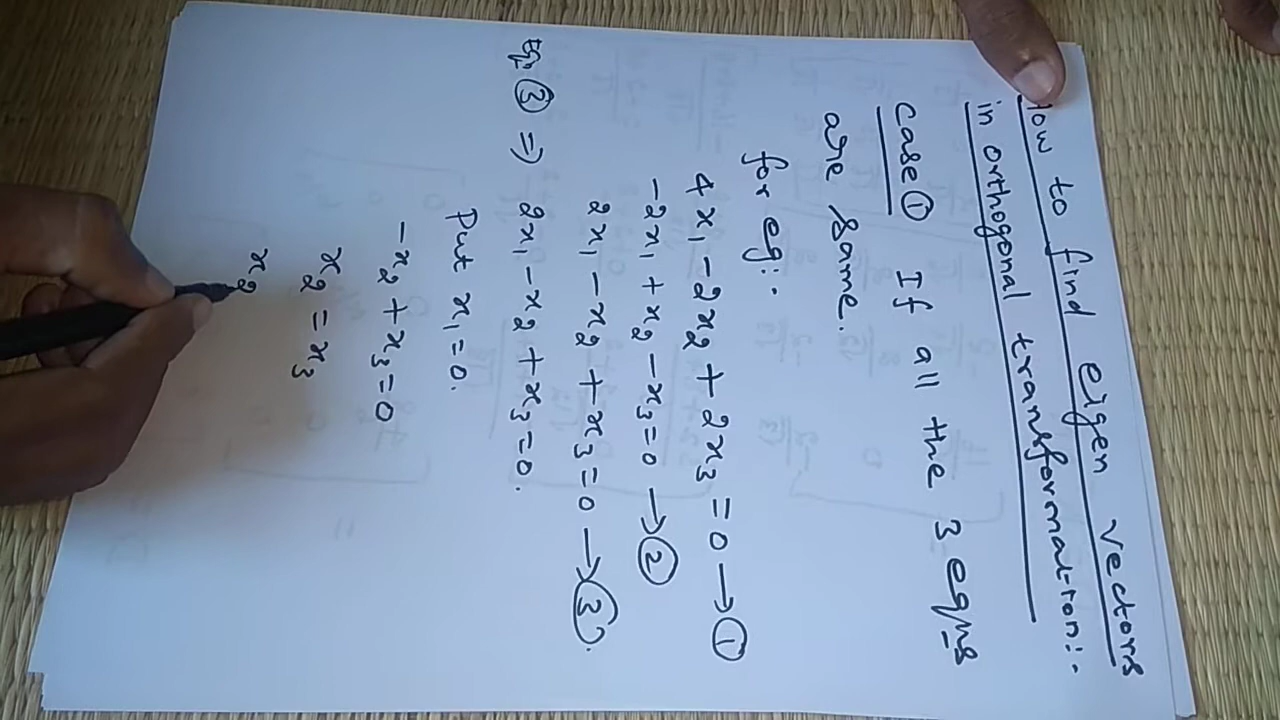 How to find eigen vectors
in orthogonal transformation:-
Case ① If all the 3 eqns
are same.
for eg:-
4x₁ - 2x₂ + 2x₃ = 0 → ①
-2x₁ + x₂ - x₃ = 0 → ②
2x₁ - x₂ + x₃ = 0 → ③.
Eqn ③ ⇒ 2x₁ - x₂ + x₃ = 0.
Put x₁ = 0.
-x₂ + x₃ = 0
x₂ = x₃
x₂